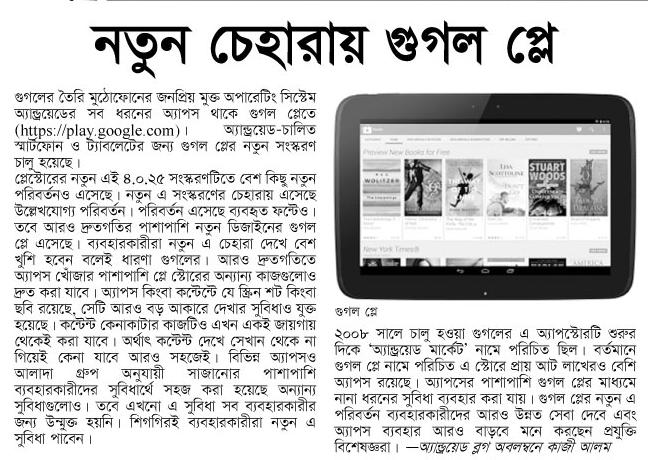 নতুন চেহারায় গুগল প্লে
গুগলের তৈরি মুঠোফোনের জনপ্রিয় মুক্ত অপারেটিং সিস্টেম
অ্যান্ড্রয়েডের সব ধরনের অ্যাপস থাকে গুগল প্লেতে
(https://play.google.com)। অ্যান্ড্রয়েড-চালিত
স্মার্টফোন ও ট্যাবলেটের জন্য গুগল প্লের নতুন সংস্করণ
চালু হয়েছে।
প্লেস্টোরের নতুন এই ৪.০.২৫ সংস্করণটিতে বেশ কিছু নতুন
পরিবর্তনও এসেছে। নতুন এ সংস্করণের চেহারায় এসেছে
উল্লেখযোগ্য পরিবর্তন। পরিবর্তন এসেছে ব্যবহৃত ফন্টেও।
তবে আরও দ্রুতগতির পাশাপাশি নতুন ডিজাইনের গুগল
প্লে এসেছে। ব্যবহারকারীরা নতুন এ চেহারা দেখে বেশ
খুশি হবেন বলেই ধারণা গুগলের। আরও দ্রুতগতিতে
অ্যাপস খোঁজার পাশাপাশি প্লে স্টোরের অন্যান্য কাজগুলোও
দ্রুত করা যাবে। অ্যাপস কিংবা কন্টেন্টে যে স্ক্রিন শট কিংবা
ছবি রয়েছে, সেটি আরও বড় আকারে দেখার সুবিধাও যুক্ত
হয়েছে। কন্টেন্ট কেনাকাটার কাজটিও এখন একই জায়গায়
থেকেই করা যাবে। অর্থাৎ কন্টেন্ট দেখে সেখান থেকে না
গিয়েই কেনা যাবে আরও সহজেই। বিভিন্ন অ্যাপসও
আলাদা গ্রুপ অনুযায়ী সাজানোর পাশাপাশি
ব্যবহারকারীদের সুবিধার্থে সহজ করা হয়েছে অন্যান্য
সুবিধাগুলোও। তবে এখনো এ সুবিধা সব ব্যবহারকারীর
জন্য উন্মুক্ত হয়নি। শিগগিরই ব্যবহারকারীরা নতুন এ
সুবিধা পাবেন।
Preview New Books for Free
WOLITZER
LISA
SCOTTOLINE
STUART
WOODS
New York Times®
গুগল প্লে
২০০৮ সালে চালু হওয়া গুগলের এ অ্যাপস্টোরটি শুরুর
দিকে ‘অ্যান্ড্রয়েড মার্কেট’ নামে পরিচিত ছিল। বর্তমানে
গুগল প্লে নামে পরিচিত এ স্টোরে প্রায় আট লাখেরও বেশি
অ্যাপস রয়েছে। অ্যাপসের পাশাপাশি গুগল প্লের মাধ্যমে
নানা ধরনের সুবিধা ব্যবহার করা যায়। গুগল প্লের নতুন এ
পরিবর্তন ব্যবহারকারীদের আরও উন্নত সেবা দেবে এবং
অ্যাপস ব্যবহার আরও বাড়বে মনে করছেন প্রযুক্তি
বিশেষজ্ঞরা। —অ্যান্ড্রয়েড ব্লগ অবলম্বনে কাজী আলম